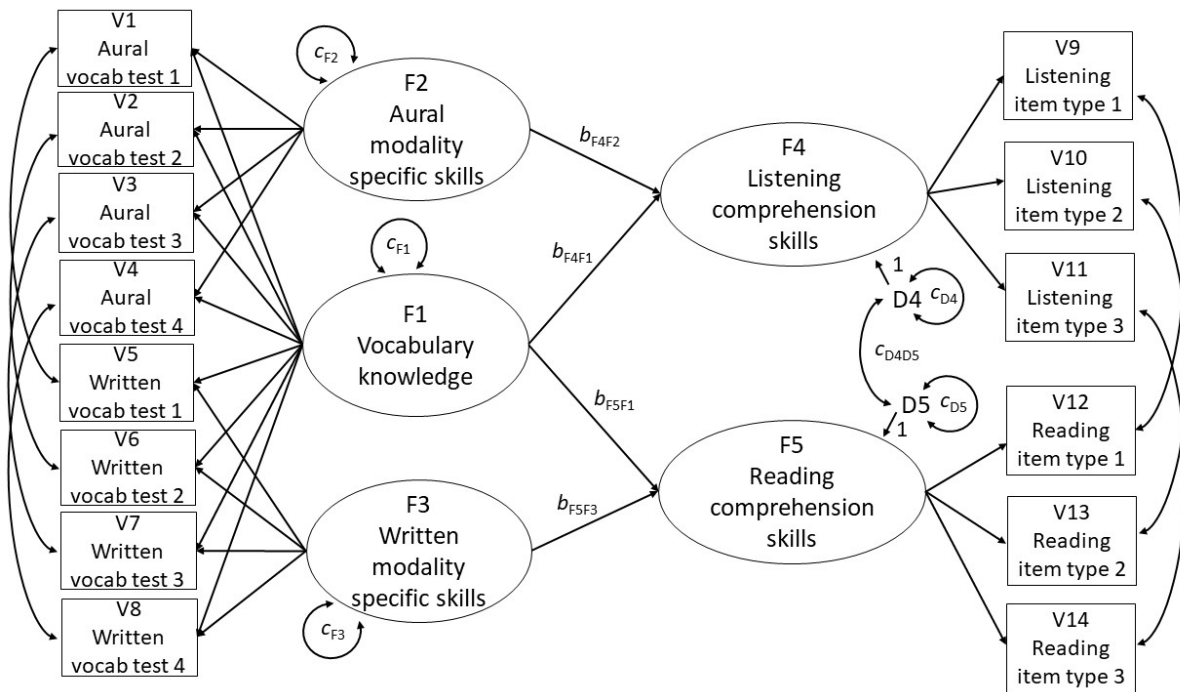 V1
Aural
vocab test 1
V2
Aural
vocab test 2
V3
Aural
vocab test 3
V4
Aural
vocab test 4
V5
Written
vocab test 1
V6
Written
vocab test 2
V7
Written
vocab test 3
V8
Written
vocab test 4
cF2
F2
Aural
modality
specific skills
cF1
F1
Vocabulary
knowledge
F3
Written
modality
specific skills
cF3
bF4F2
bF4F1
bF5F1
bF5F3
F4
Listening
comprehension
skills
1
D4
cD4
cD4D5
D5
cD5
1
F5
Reading
comprehension
skills
V9
Listening
item type 1
V10
Listening
item type 2
V11
Listening
item type 3
V12
Reading
item type 1
V13
Reading
item type 2
V14
Reading
item type 3